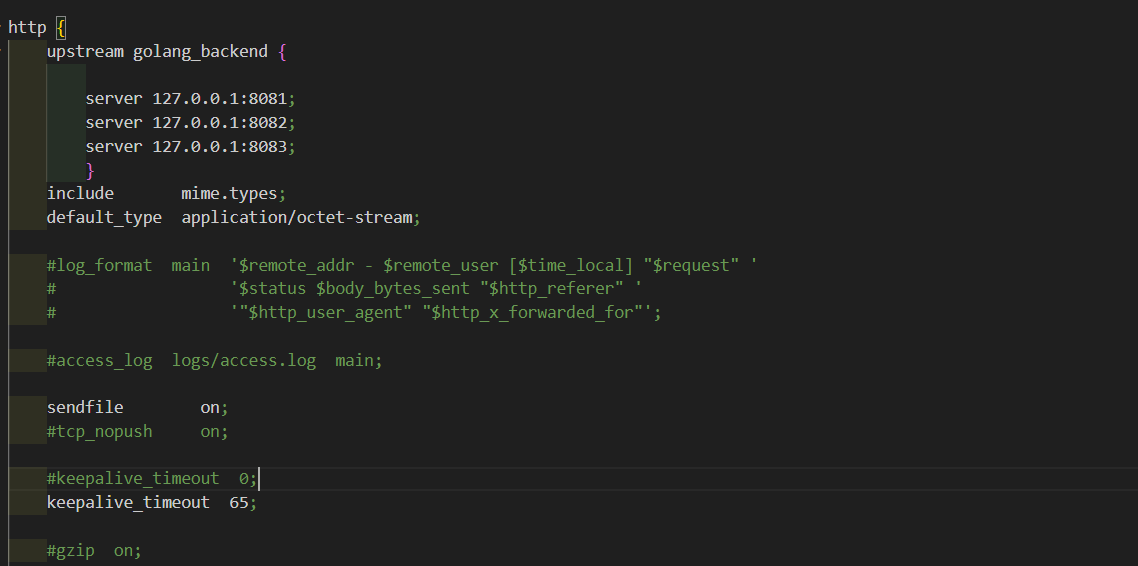 http {
upstream golang_backend {
server 127.0.0.1:8081;
server 127.0.0.1:8082;
server 127.0.0.1:8083;
}
include       mime.types;
default_type  application/octet-stream;
#log_format  main  '$remote_addr - $remote_user [$time_local] "$request" '
#                  '$status $body_bytes_sent "$http_referer" '
#                  '"$http_user_agent" "$http_x_forwarded_for"';
#access_log  logs/access.log  main;
sendfile        on;
#tcp_nopush     on;
#keepalive_timeout  0;
keepalive_timeout  65;
#gzip  on;